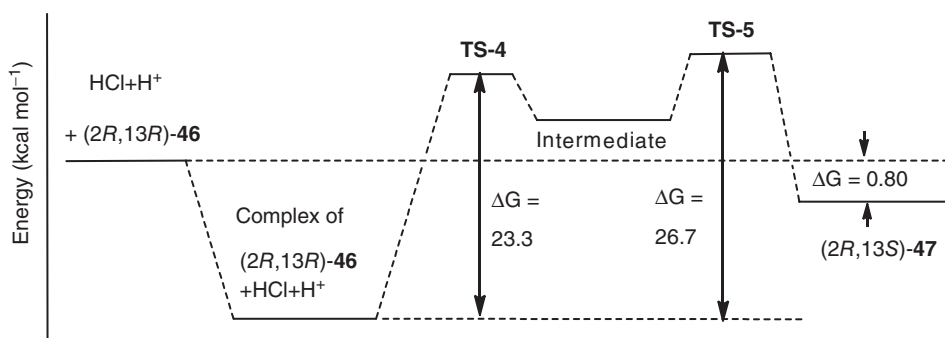 Energy (kcal mol⁻¹)
HCl+H⁺
+ (2R,13R)-46
Complex of
(2R,13R)-46
+HCl+H⁺
TS-4
ΔG =
23.3
Intermediate
TS-5
ΔG =
26.7
ΔG = 0.80
(2R,13S)-47